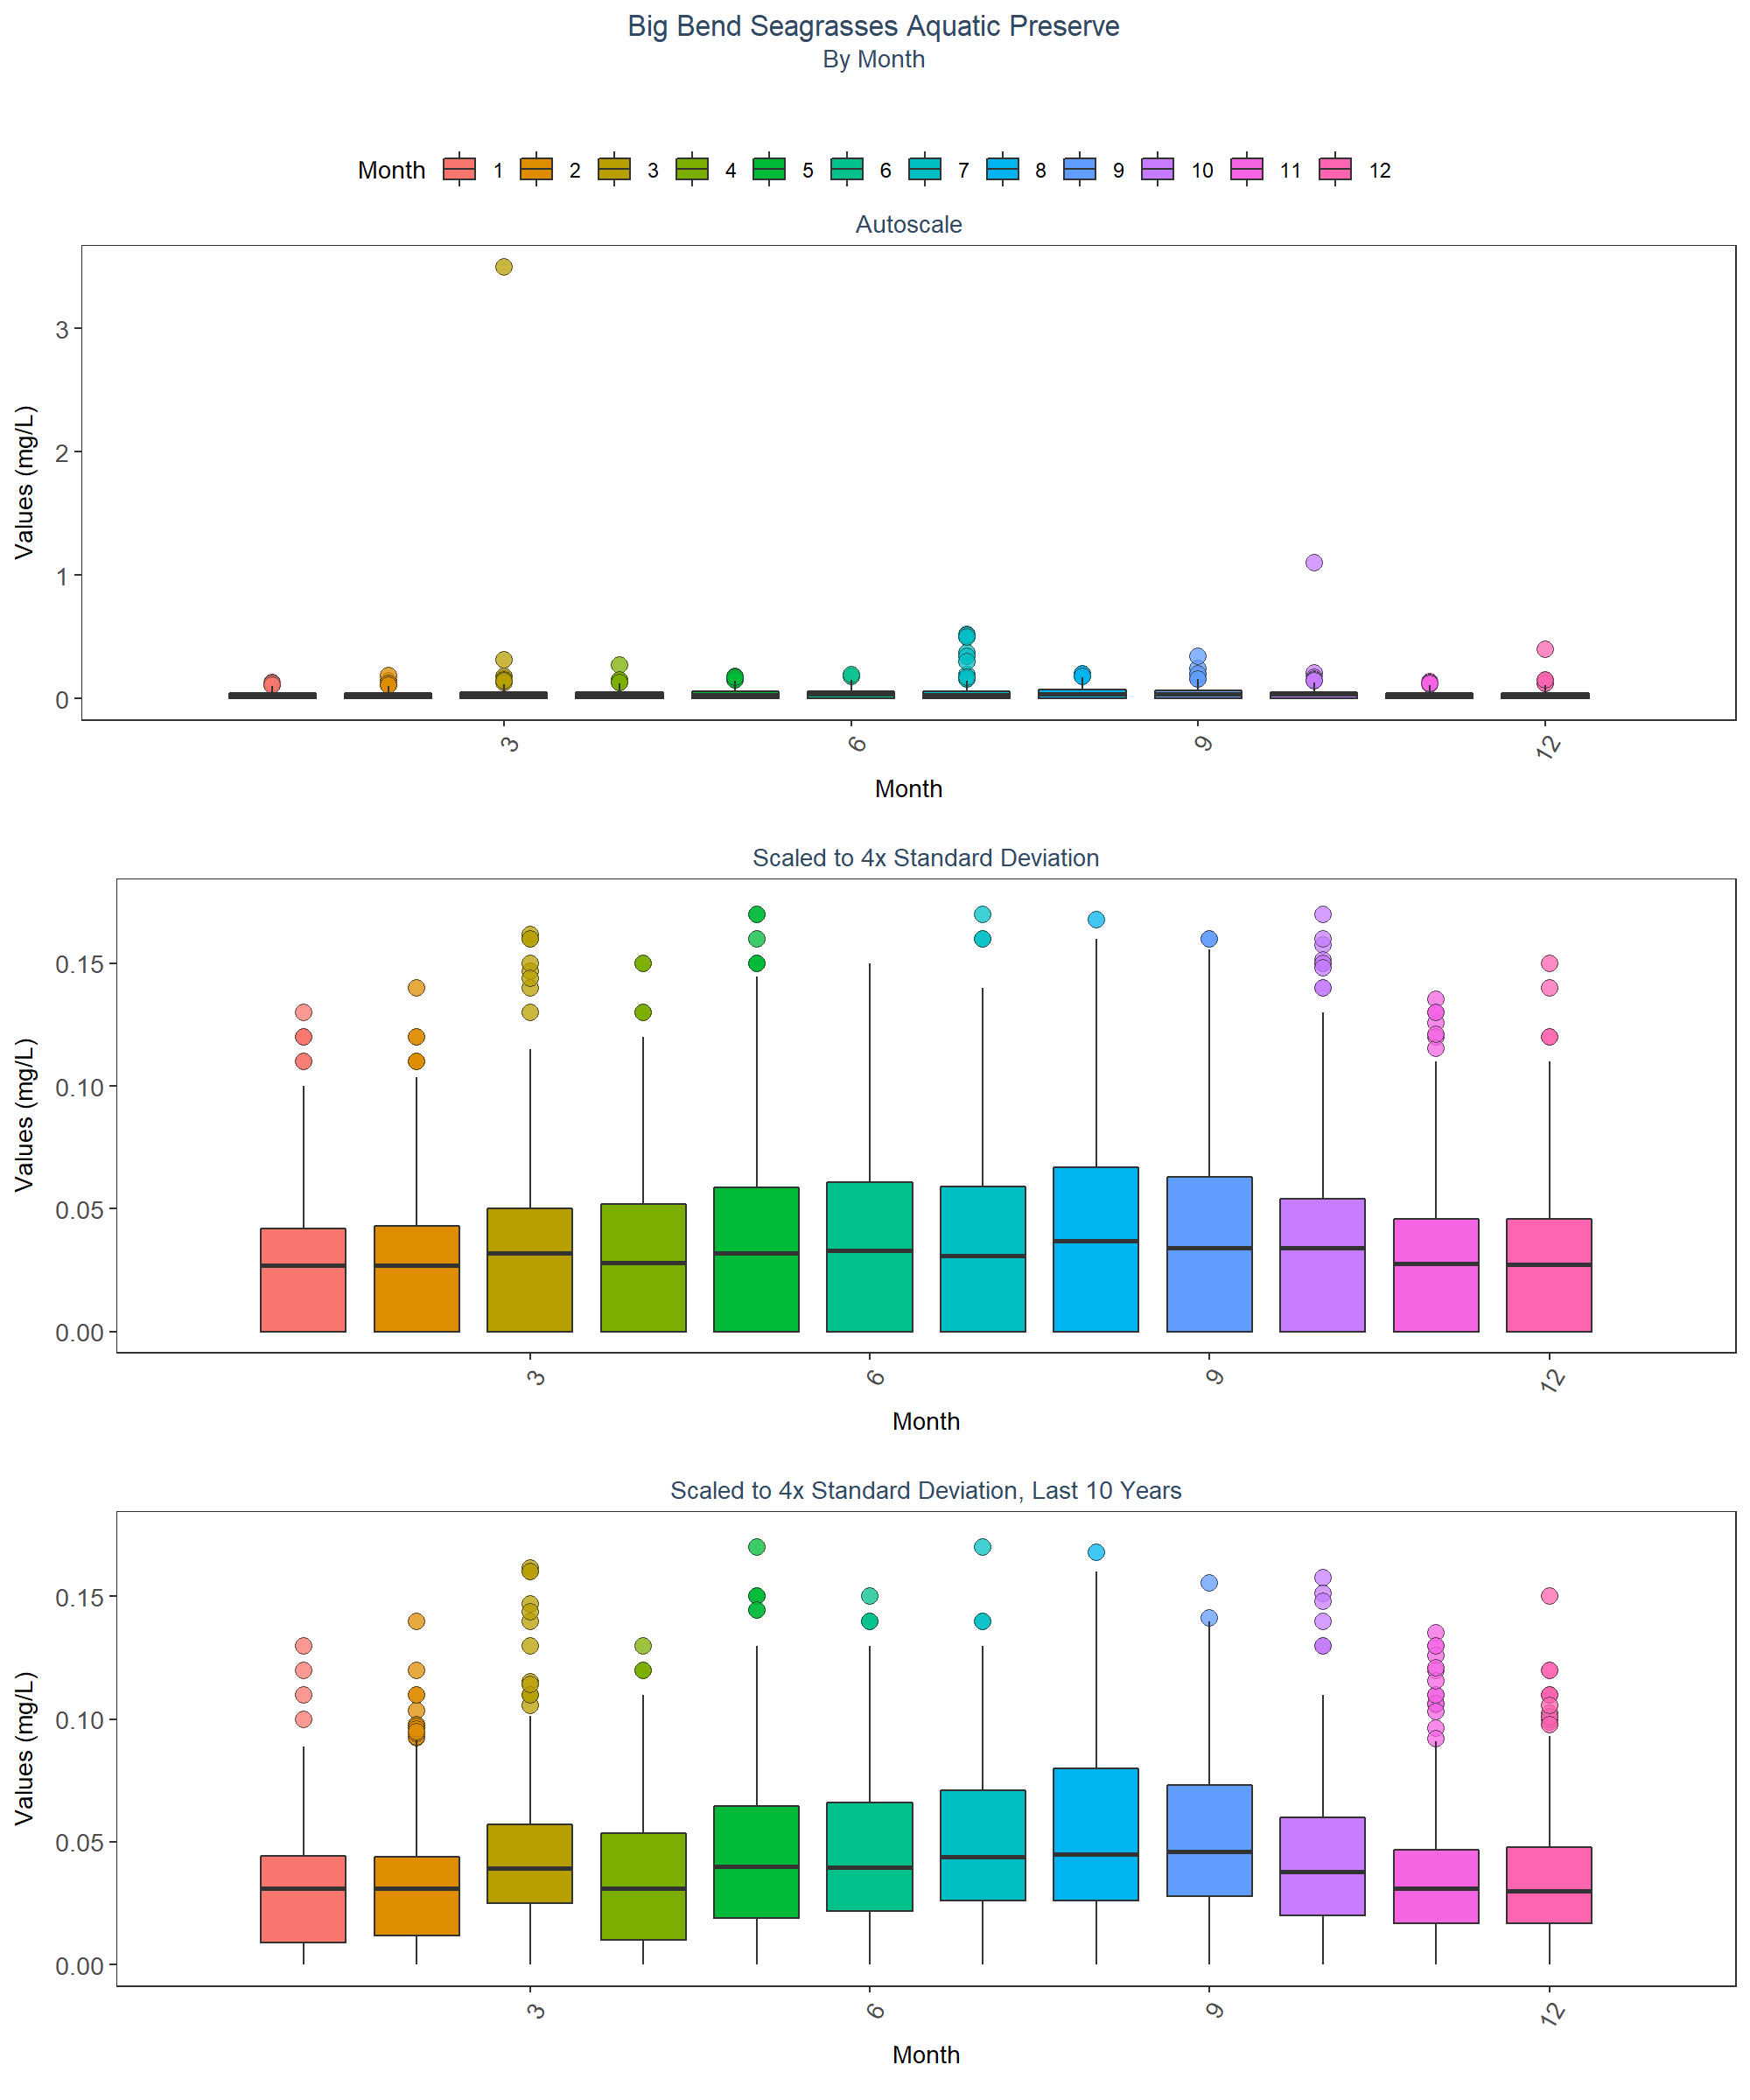 Big Bend Seagrasses Aquatic Preserve
By Month
Month 1 2 3 4 5 6 7 8 9 10 11 12
Autoscale
Values (mg/L)
3
2
1
0
3 6 9 12
Month
Scaled to 4x Standard Deviation
Values (mg/L)
0.15
0.10
0.05
0.00
3 6 9 12
Month
Scaled to 4x Standard Deviation, Last 10 Years
Values (mg/L)
0.15
0.10
0.05
0.00
3 6 9 12
Month